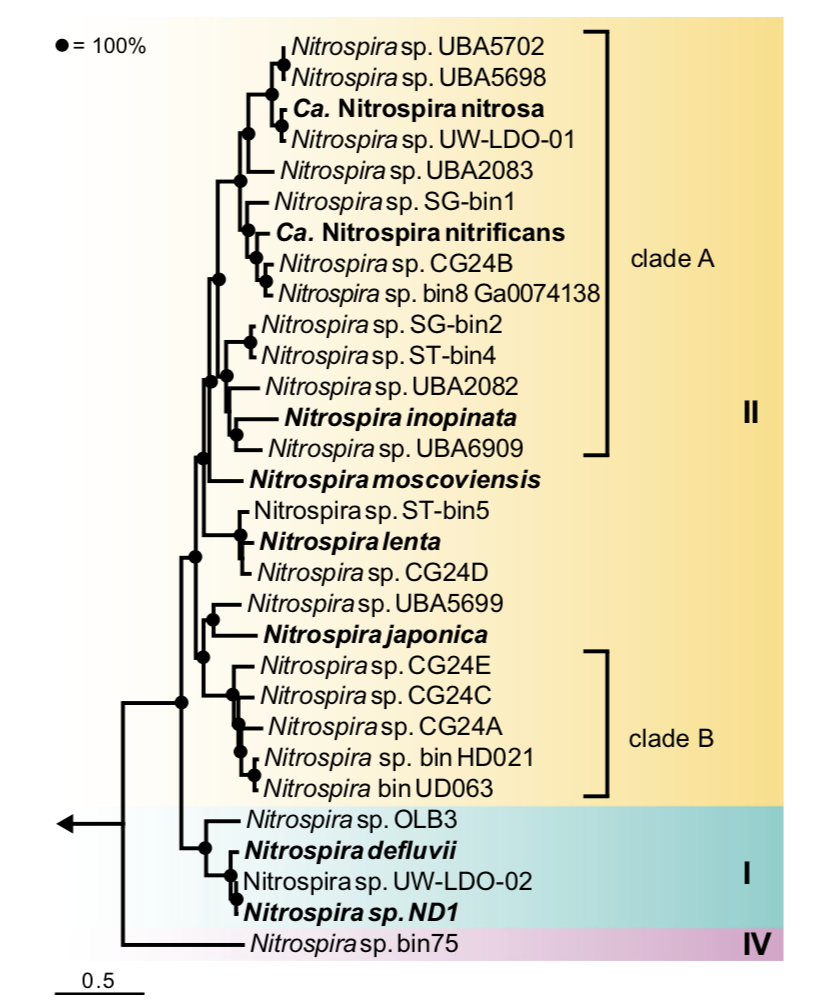 = 100%
Nitrospira sp. UBA5702
Nitrospira sp. UBA5698
Ca. Nitrospira nitrosa
Nitrospira sp. UW-LDO-01
Nitrospira sp. UBA2083
Nitrospira sp. SG-bin1
Ca. Nitrospira nitrificans
Nitrospira sp. CG24B
clade A
Nitrospira sp. bin8 Ga0074138
Nitrospira sp. SG-bin2
Nitrospira sp. ST-bin4
Nitrospira sp. UBA2082
II
Nitrospira inopinata
Nitrospira sp. UBA6909
Nitrospira moscoviensis
Nitrospira sp. ST-bin5
Nitrospira lenta
Nitrospira sp. CG24D
Nitrospira sp. UBA5699
Nitrospira japonica
Nitrospira sp. CG24E
Nitrospira sp. CG24C
Nitrospira sp. CG24A
clade B
Nitrospira sp. bin HD021
Nitrospira bin UD063
Nitrospira sp. OLB3
Nitrospira defluvii
I
Nitrospira sp. UW-LDO-02
Nitrospira sp. ND1
Nitrospira sp. bin75
IV
0.5